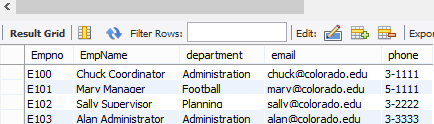 Result Grid Filter Rows: Edit: Expor
Empno EmpName department email phone
E100 Chuck Coordinator Administration chuck@colorado.edu 3-1111
E101 Mary Manager Football mary@colorado.edu 5-1111
E102 Sally Supervisor Planning sally@colorado.edu 3-2222
E103 Alan Administrator Administration alan@colorado.edu 3-3333